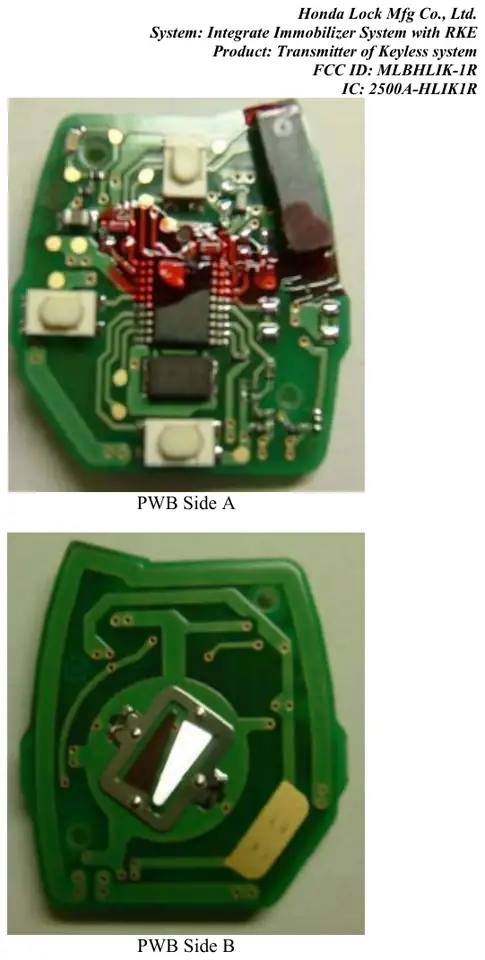 Honda Lock Mfg Co., Ltd.
System: Integrate Immobilizer System with RKE
Product: Transmitter of Keyless system
FCC ID: MLBHLIK-1R
IC: 2500A-HLIK1R
PWB Side A
PWB Side B